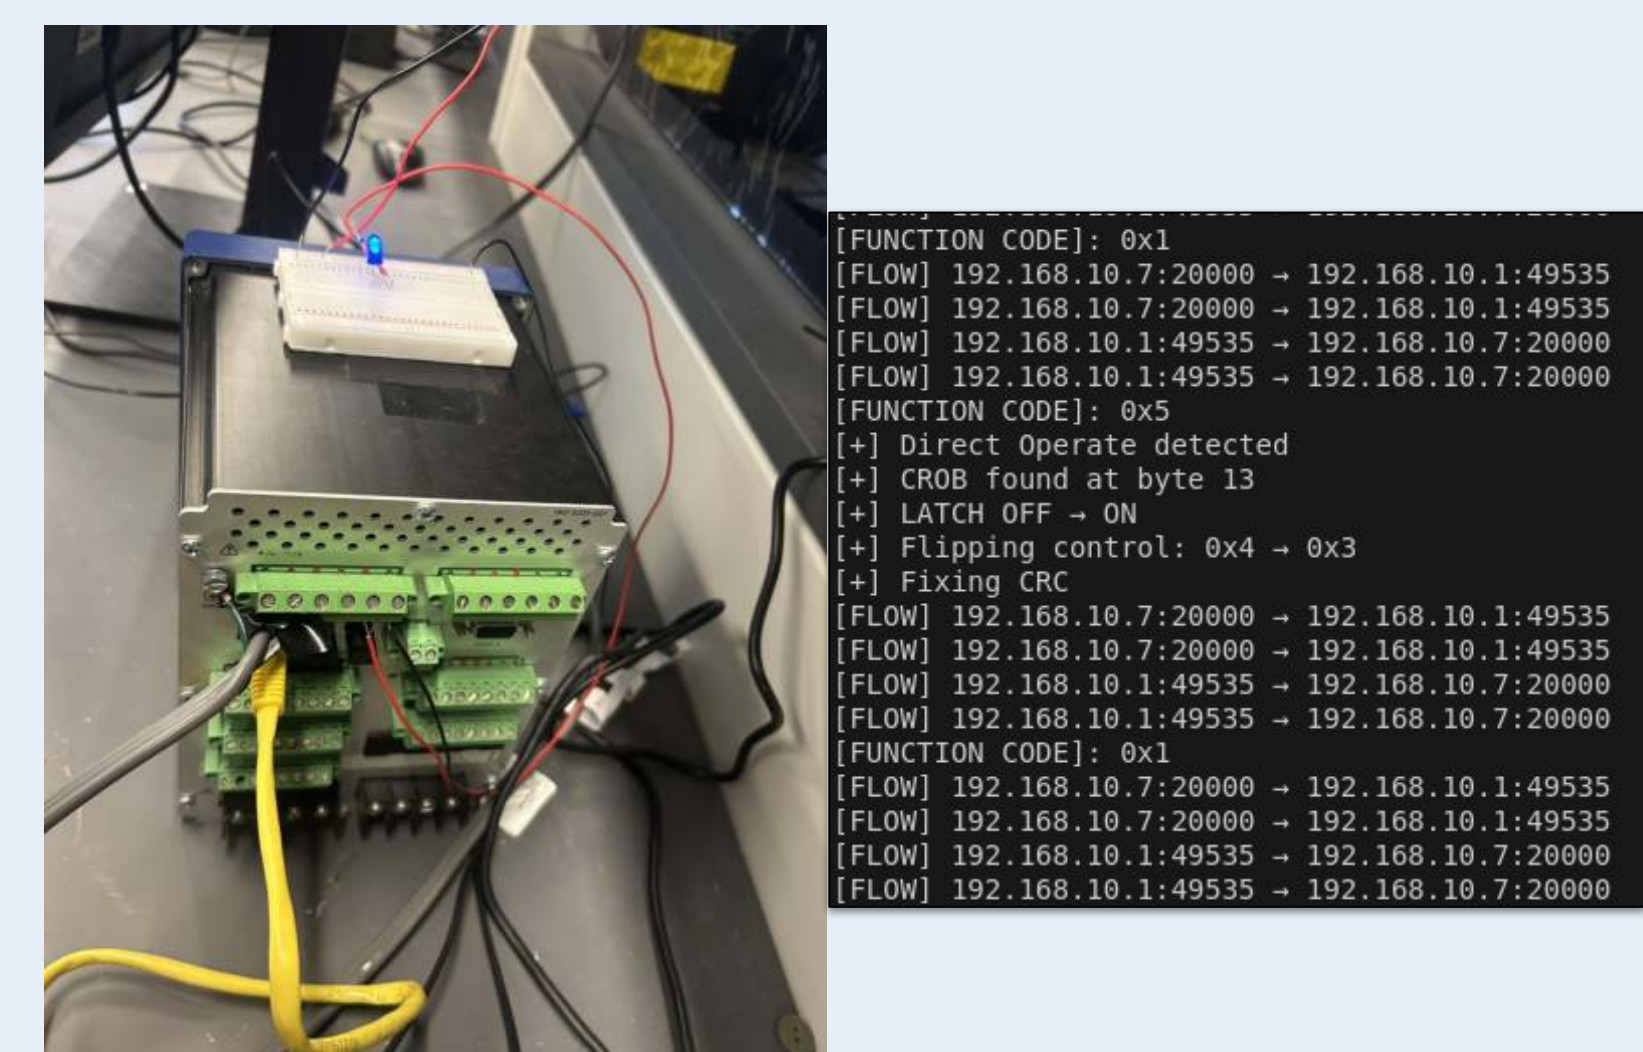 [FUNCTION CODE]: 0x1
[FLOW] 192.168.10.7:20000 → 192.168.10.1:49535
[FLOW] 192.168.10.7:20000 → 192.168.10.1:49535
[FLOW] 192.168.10.1:49535 → 192.168.10.7:20000
[FLOW] 192.168.10.1:49535 → 192.168.10.7:20000
[FUNCTION CODE]: 0x5
[+] Direct Operate detected
[+] CROB found at byte 13
[+] LATCH OFF → ON
[+] Flipping control: 0x4 → 0x3
[+] Fixing CRC
[FLOW] 192.168.10.7:20000 → 192.168.10.1:49535
[FLOW] 192.168.10.7:20000 → 192.168.10.1:49535
[FLOW] 192.168.10.1:49535 → 192.168.10.7:20000
[FLOW] 192.168.10.1:49535 → 192.168.10.7:20000
[FUNCTION CODE]: 0x1
[FLOW] 192.168.10.7:20000 → 192.168.10.1:49535
[FLOW] 192.168.10.7:20000 → 192.168.10.1:49535
[FLOW] 192.168.10.1:49535 → 192.168.10.7:20000
[FLOW] 192.168.10.1:49535 → 192.168.10.7:20000